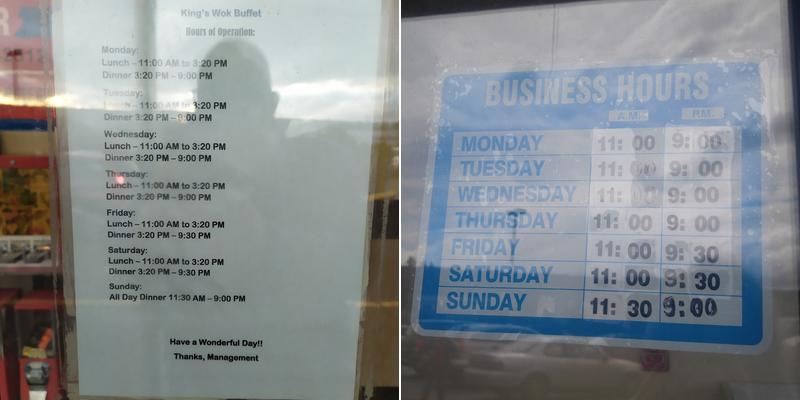 King's Wok Buffet
Hours of Operation:
Monday:
Lunch – 11:00 AM to 3:20 PM
Dinner 3:20 PM – 9:00 PM
Tuesday:
Lunch – 11:00 AM to 3:20 PM
Dinner 3:20 PM – 9:00 PM
Wednesday:
Lunch – 11:00 AM to 3:20 PM
Dinner 3:20 PM – 9:00 PM
Thursday:
Lunch – 11:00 AM to 3:20 PM
Dinner 3:20 PM – 9:00 PM
Friday:
Lunch – 11:00 AM to 3:20 PM
Dinner 3:20 PM – 9:30 PM
Saturday:
Lunch – 11:00 AM to 3:20 PM
Dinner 3:20 PM – 9:30 PM
Sunday:
All Day Dinner 11:30 AM – 9:00 PM
Have a Wonderful Day!!
Thanks, Management
BUSINESS HOURS
A.M. P.M.
MONDAY 11: 00 9: 00
TUESDAY 11: 00 9: 00
WEDNESDAY 11: 00 9: 00
THURSDAY 11: 00 9: 00
FRIDAY 11: 00 9: 30
SATURDAY 11: 00 9: 30
SUNDAY 11: 30 9:00